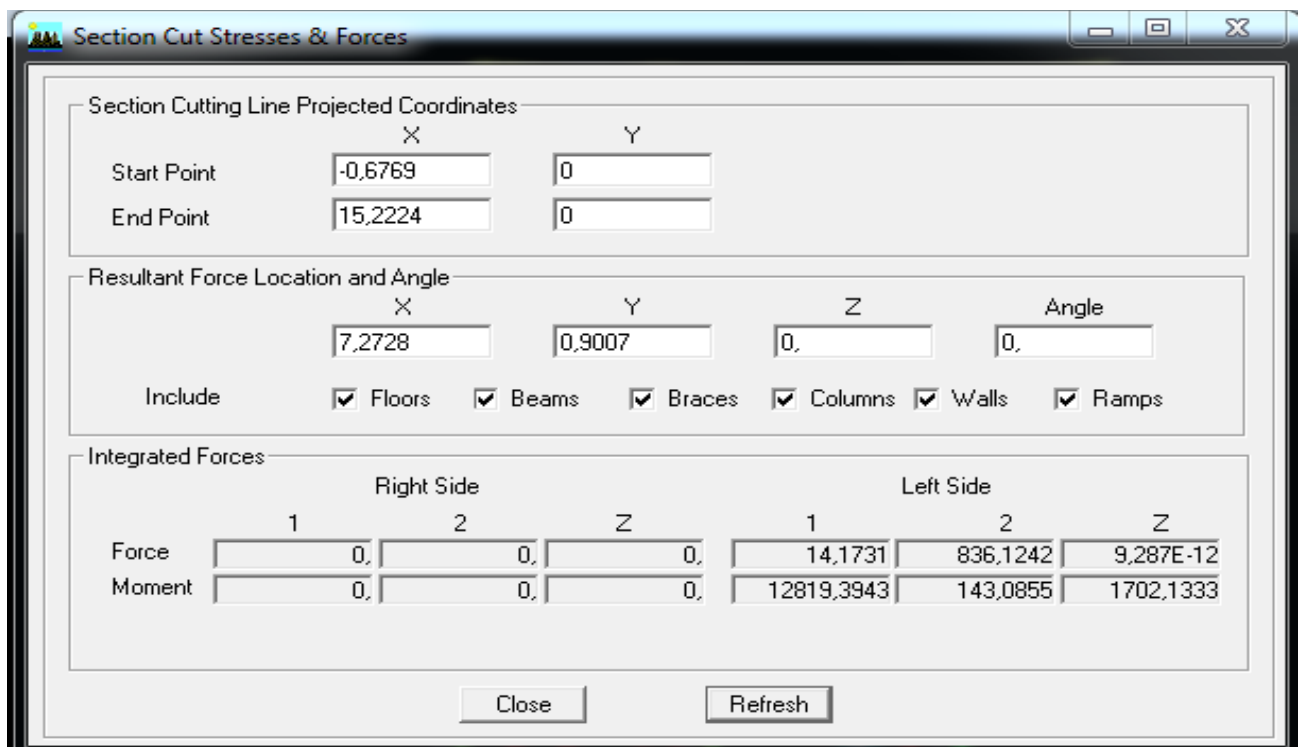 Section Cut Stresses & Forces
Section Cutting Line Projected Coordinates
X Y
Start Point -0,6769 0
End Point 15,2224 0
Resultant Force Location and Angle
X Y Z Angle
7,2728 0,9007 0, 0,
Include Floors Beams Braces Columns Walls Ramps
Integrated Forces
Right Side Left Side
1 2 Z 1 2 Z
Force 0, 0, 0, 14,1731 836,1242 9,287E-12
Moment 0, 0, 0, 12819,3943 143,0855 1702,1333
Close Refresh